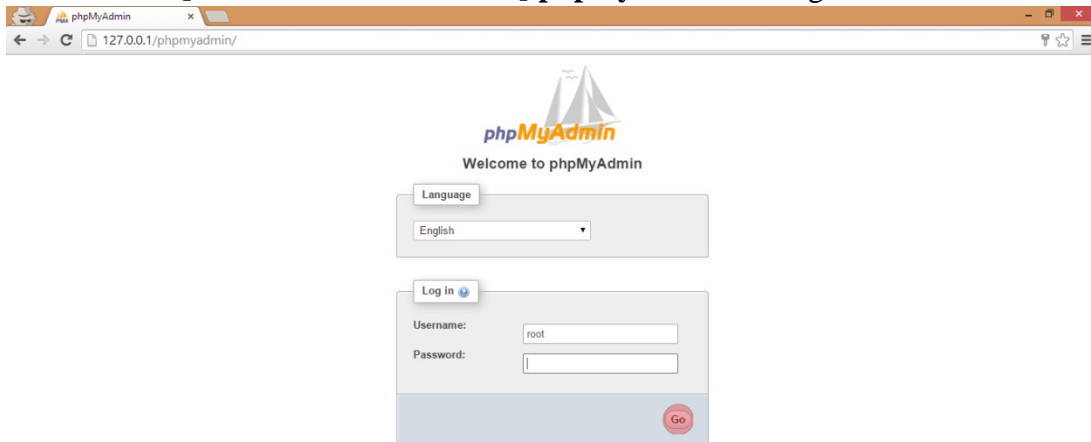 phpMyAdmin
127.0.0.1/phpmyadmin/
phpMyAdmin
Welcome to phpMyAdmin
Language
English
Log in
Username:
root
Password:
Go